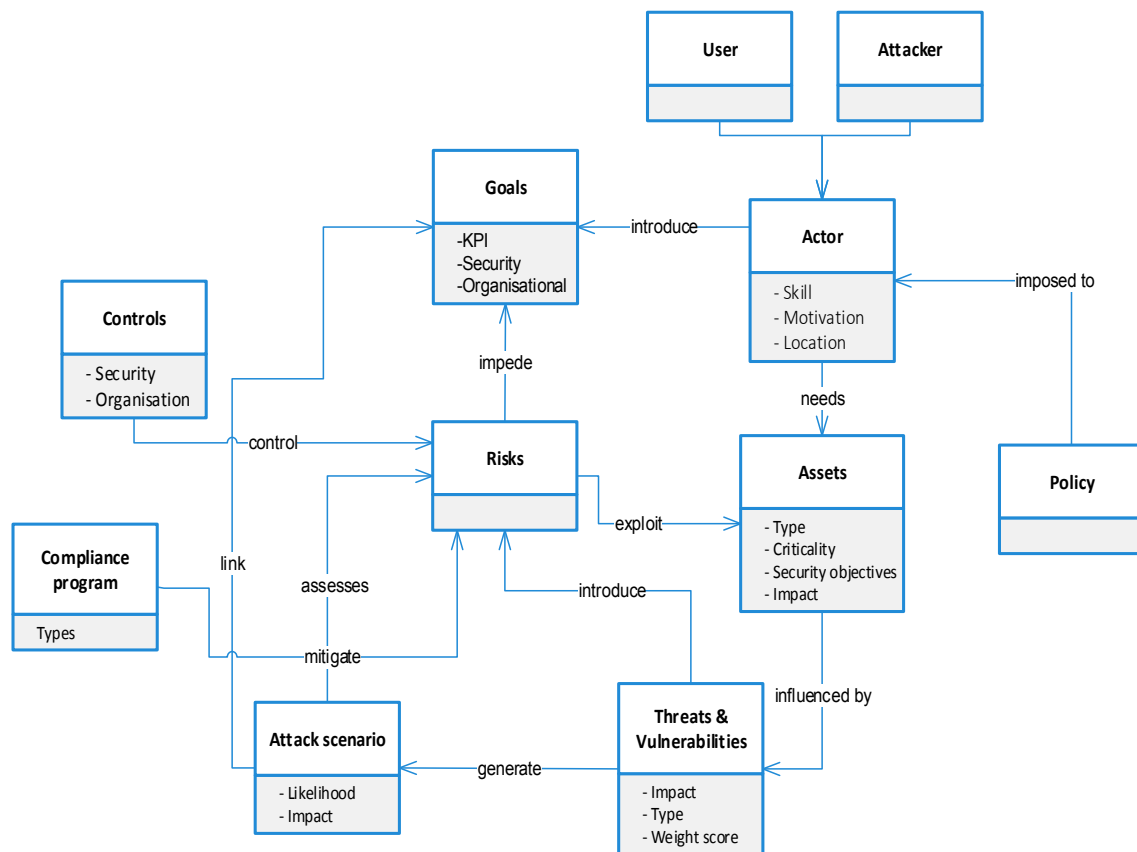 User
Attacker
Goals
-KPI
-Security
-Organisational
introduce
Actor
- Skill
- Motivation
- Location
imposed to
Controls
- Security
- Organisation
impede
needs
control
Risks
Assets
- Type
- Criticality
- Security objectives
- Impact
Policy
exploit
Compliance
program
Types
link
assesses
introduce
mitigate
influenced by
Attack scenario
- Likelihood
- Impact
generate
Threats &
Vulnerabilities
- Impact
- Type
- Weight score